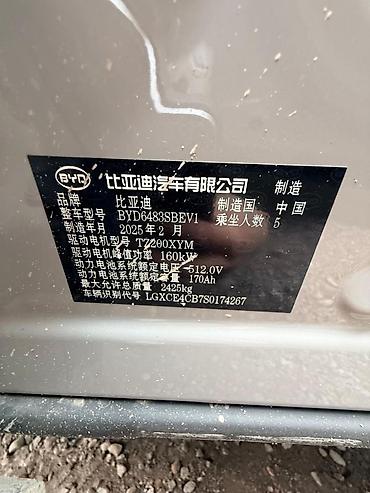 BYD 比亚迪汽车有限公司 制造
品牌 比亚迪 制造国 中国
整车型号 BYD6483SBEV1 乘坐人数 5
制造年月 2025年2月
驱动电机型号 TZ200XYM
驱动电机峰值功率 160kW
动力电池系统额定电压 512.0V
动力电池系统额定容量 170Ah
最大允许总质量 2425kg
车辆识别代号 LGXCE4CB7S0174267